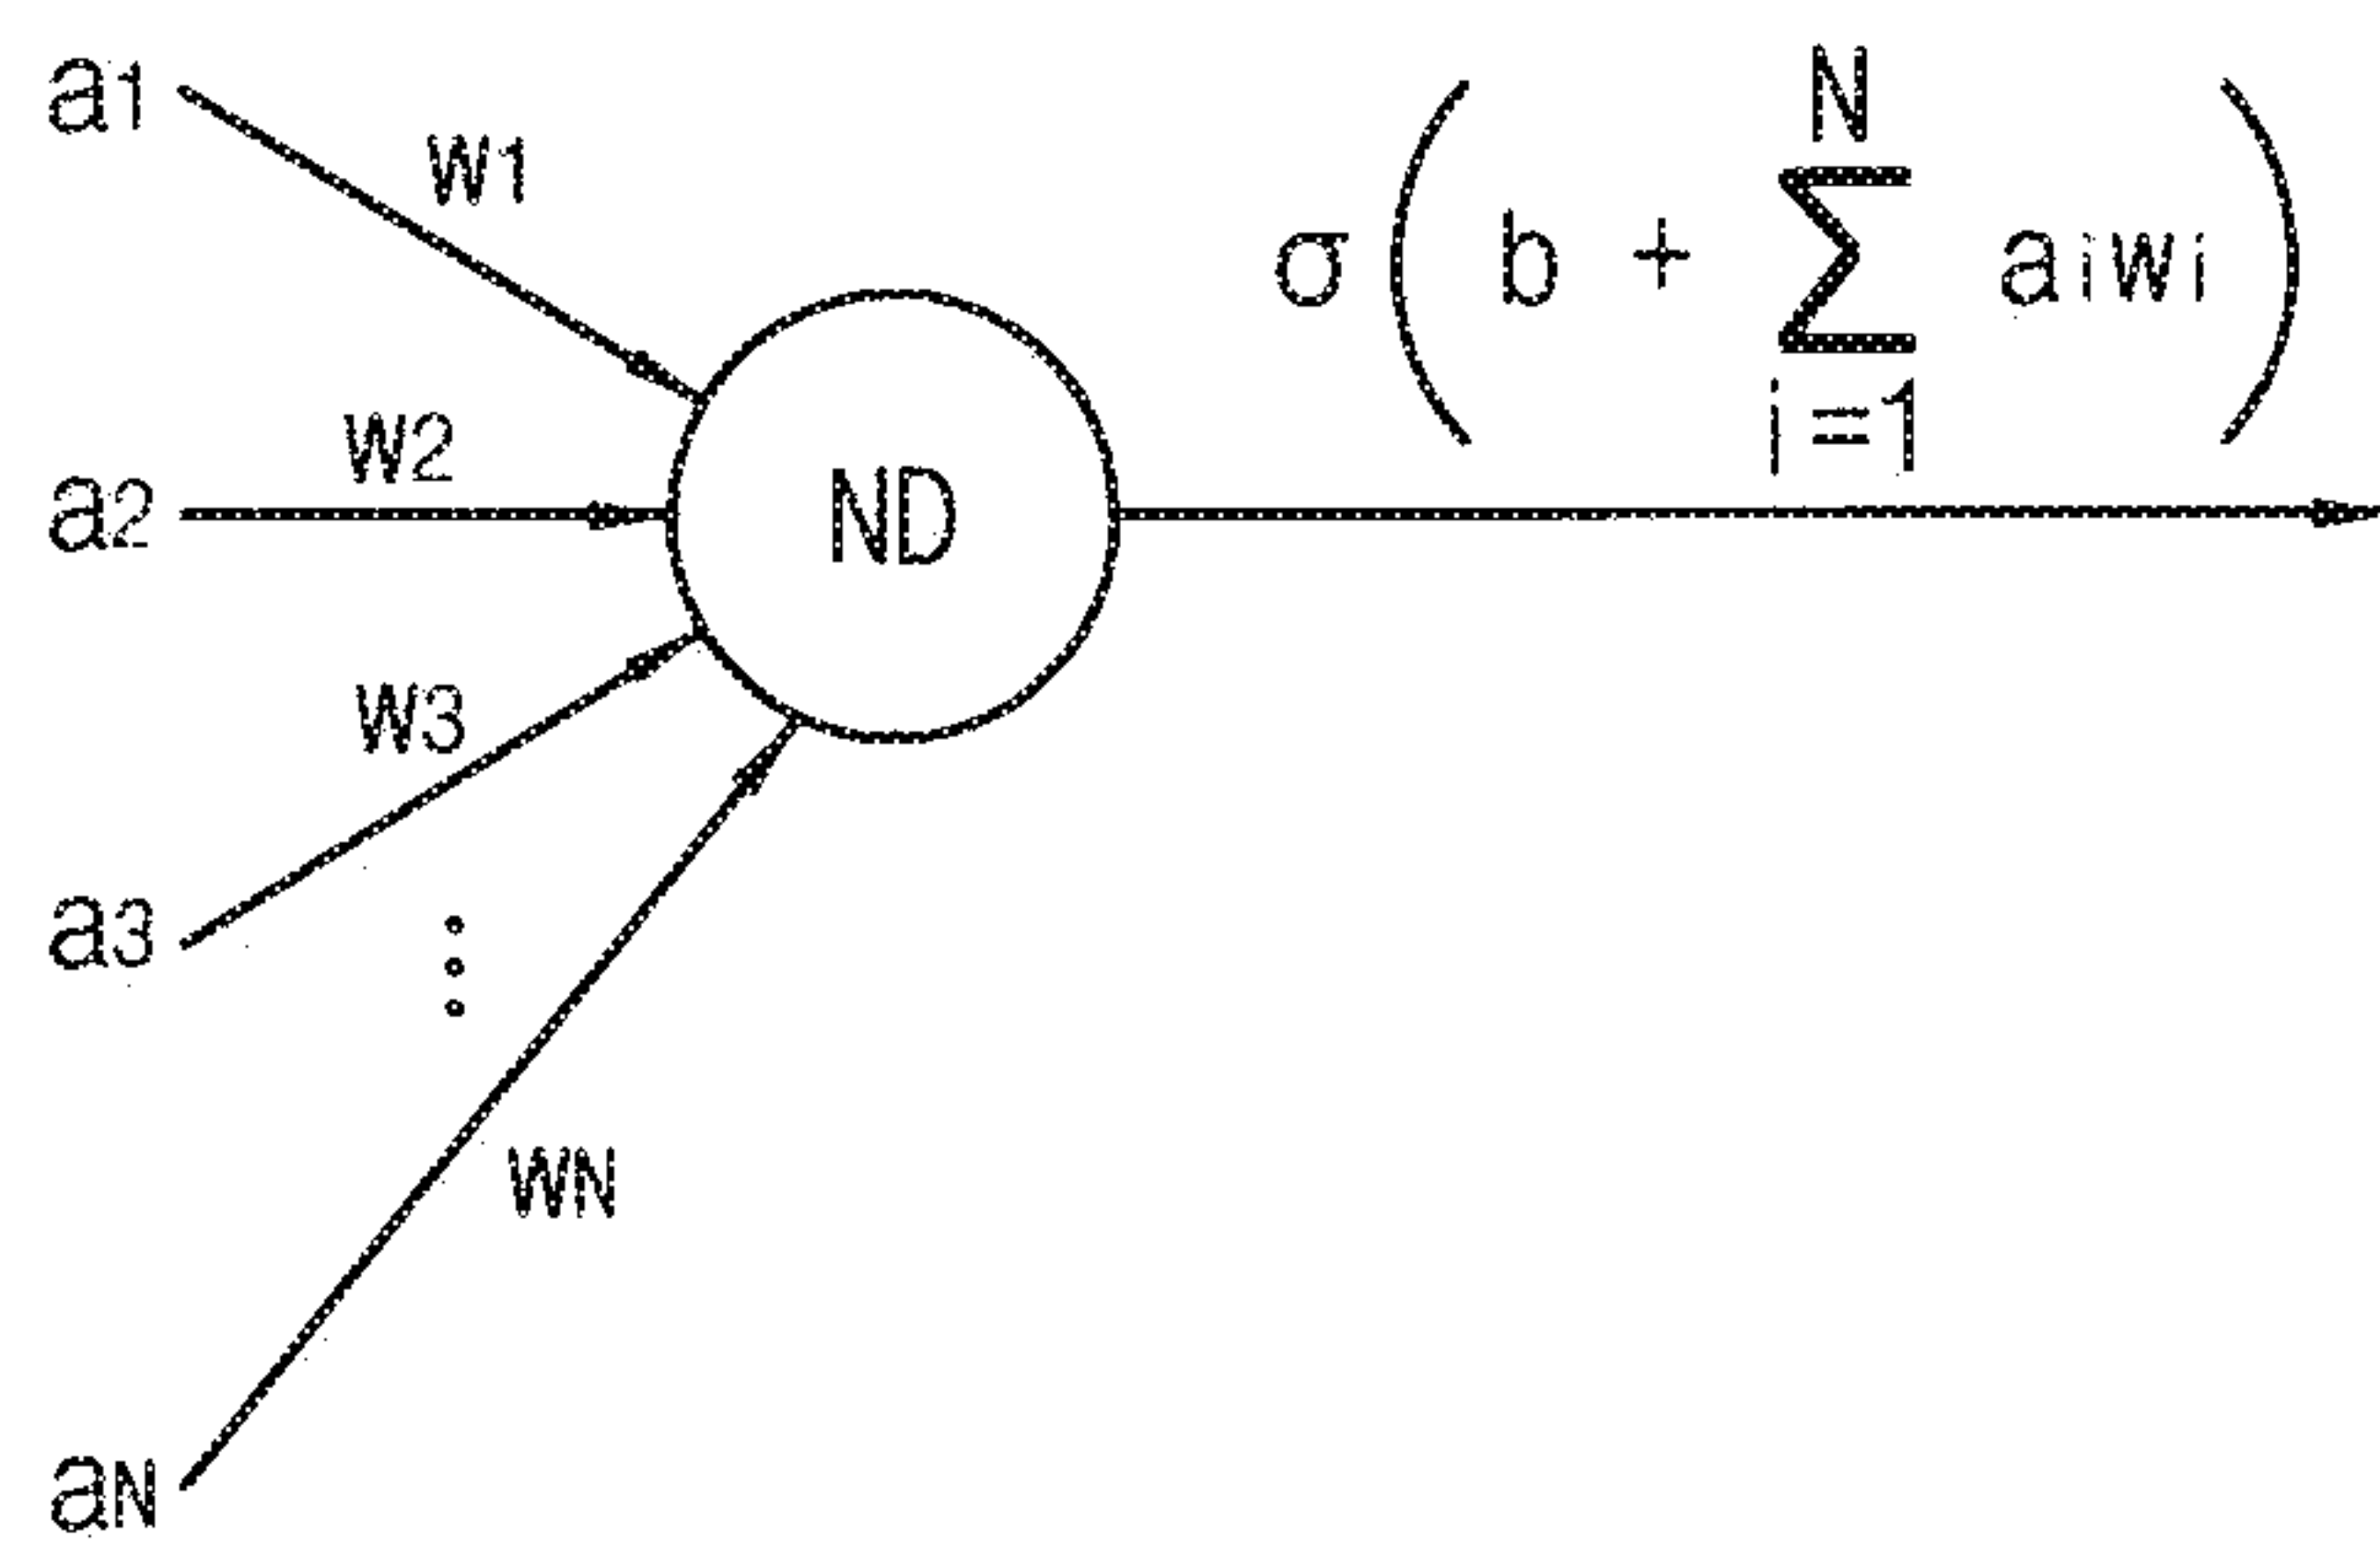 a1
W1
W2
a2
W3
a3
WN
aN
ND
N
σ ( b + Σ aiwi )
i=1